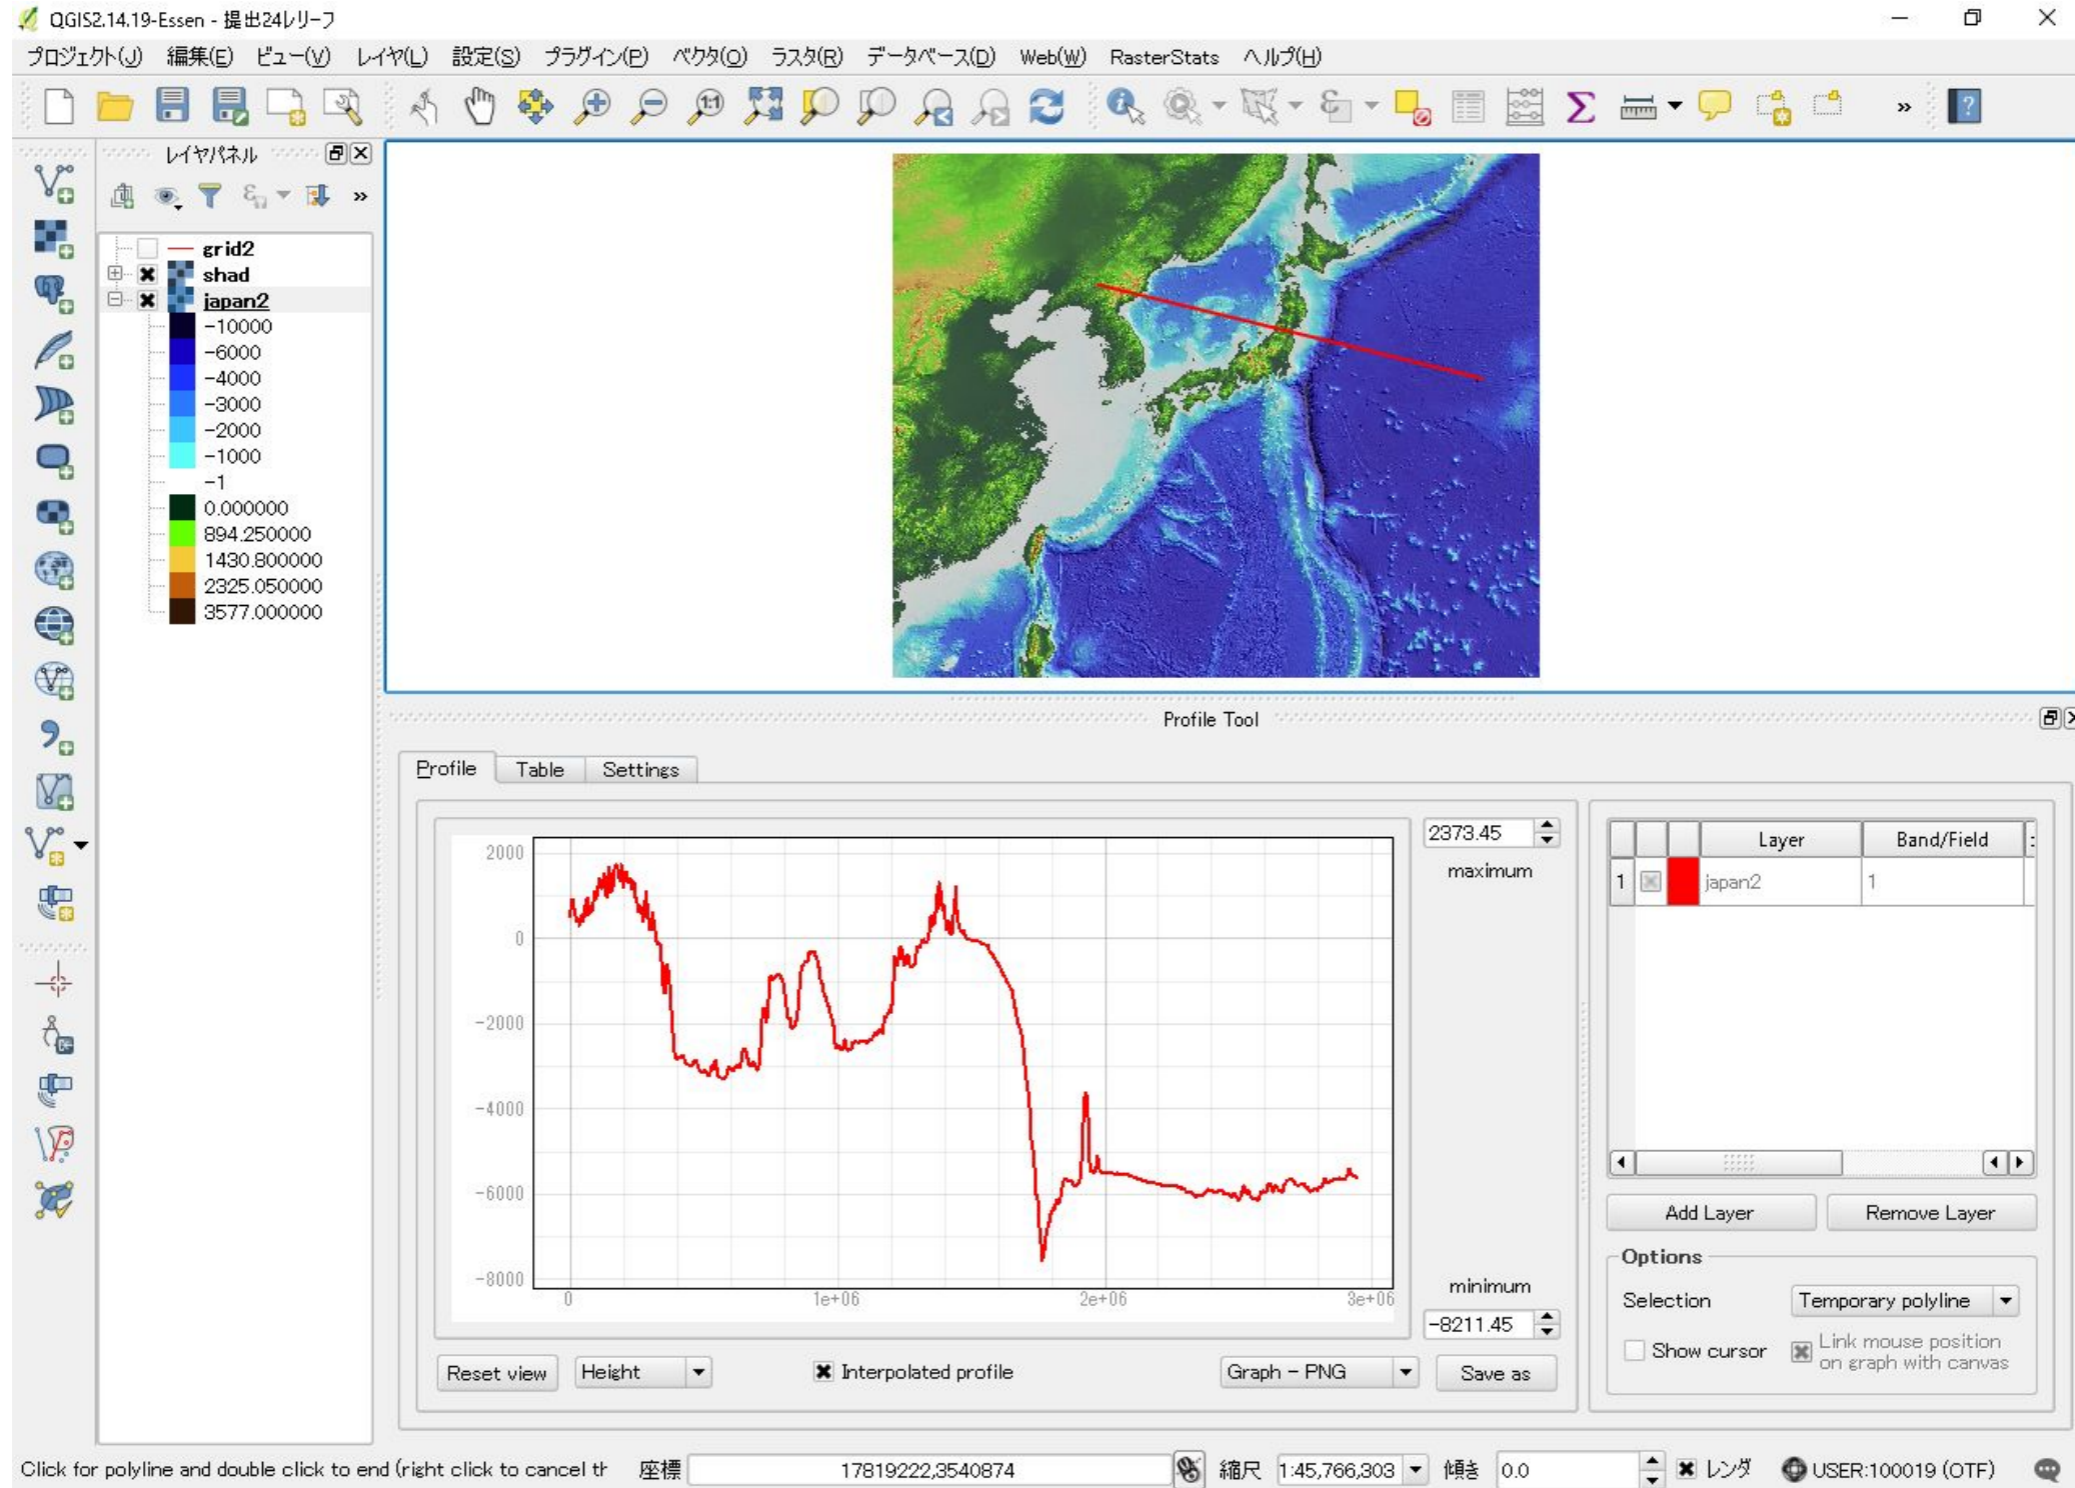 QGIS2.14.19-Essen - 提出24レリーフ
プロジェクト(J) 編集(E) ビュー(V) レイヤ(L) 設定(S) プラグイン(P) ベクタ(O) ラスタ(R) データベース(D) Web(W) RasterStats ヘルプ(H)
レイヤパネル
grid2
shad
japan2
-10000
-6000
-4000
-3000
-2000
-1000
-1
0.000000
894.250000
1430.800000
2325.050000
3577.000000
Profile Tool
Profile Table Settings
2000
0
-2000
-4000
-6000
-8000
0 1e+06 2e+06 3e+06
2373.45
maximum
minimum
-8211.45
Reset view Height Interpolated profile Graph - PNG Save as
Layer Band/Field
1 japan2 1
Add Layer Remove Layer
Options
Selection Temporary polyline
Show cursor Link mouse position
on graph with canvas
Click for polyline and double click to end (right click to cancel th 座標 17819222,3540874 縮尺 1:45,766,303 傾き 0.0 レンダ USER:100019 (OTF)